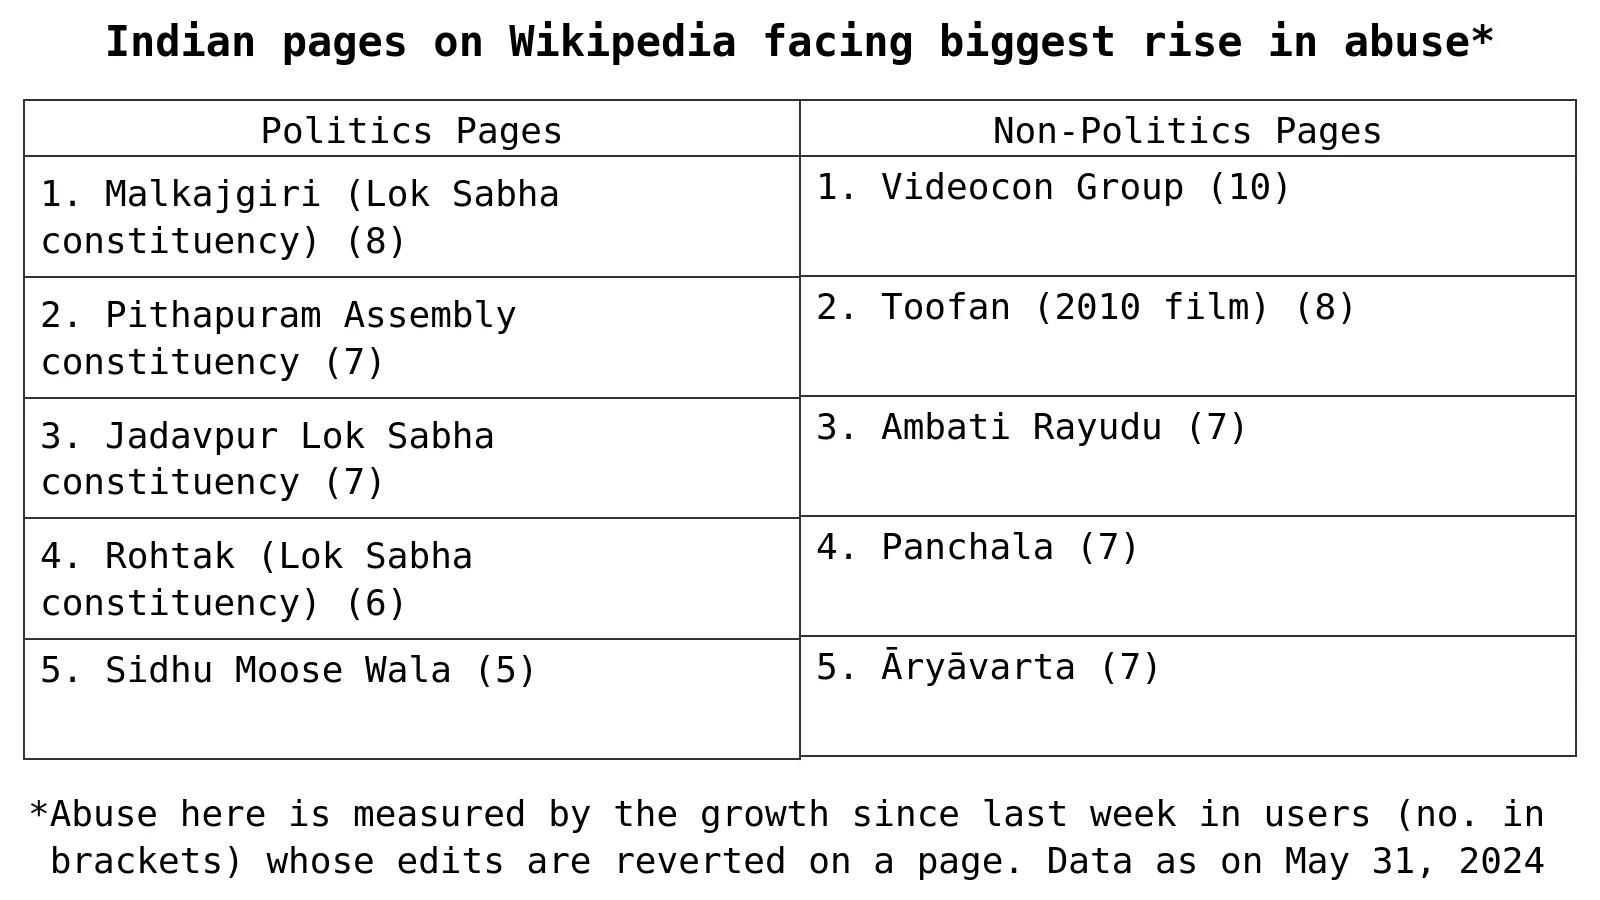 Indian pages on Wikipedia facing biggest rise in abuse*
Politics Pages
1. Malkajgiri (Lok Sabha
constituency) (8)
2. Pithapuram Assembly
constituency (7)
3. Jadavpur Lok Sabha
constituency (7)
4. Rohtak (Lok Sabha
constituency) (6)
5. Sidhu Moose Wala (5)
Non-Politics Pages
1. Videocon Group (10)
2. Toofan (2010 film) (8)
3. Ambati Rayudu (7)
4. Panchala (7)
5. Āryāvarta (7)
*Abuse here is measured by the growth since last week in users (no. in
brackets) whose edits are reverted on a page. Data as on May 31, 2024